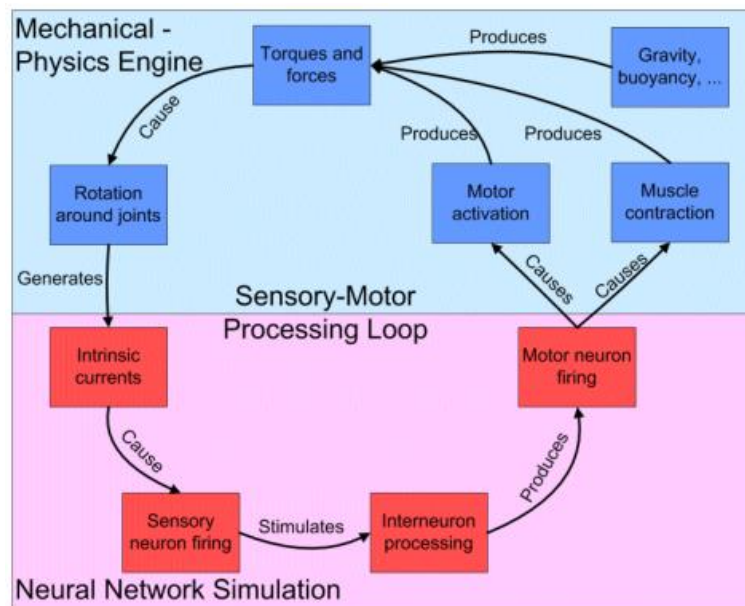 Mechanical -
Physics Engine
Torques and
forces
Produces
Gravity,
buoyancy, ...
Cause
Produces
Produces
Rotation
around joints
Motor
activation
Muscle
contraction
Generates
Causes
Causes
Sensory-Motor
Processing Loop
Intrinsic
currents
Motor neuron
firing
Cause
Produces
Sensory
neuron firing
Stimulates
Interneuron
processing
Neural Network Simulation